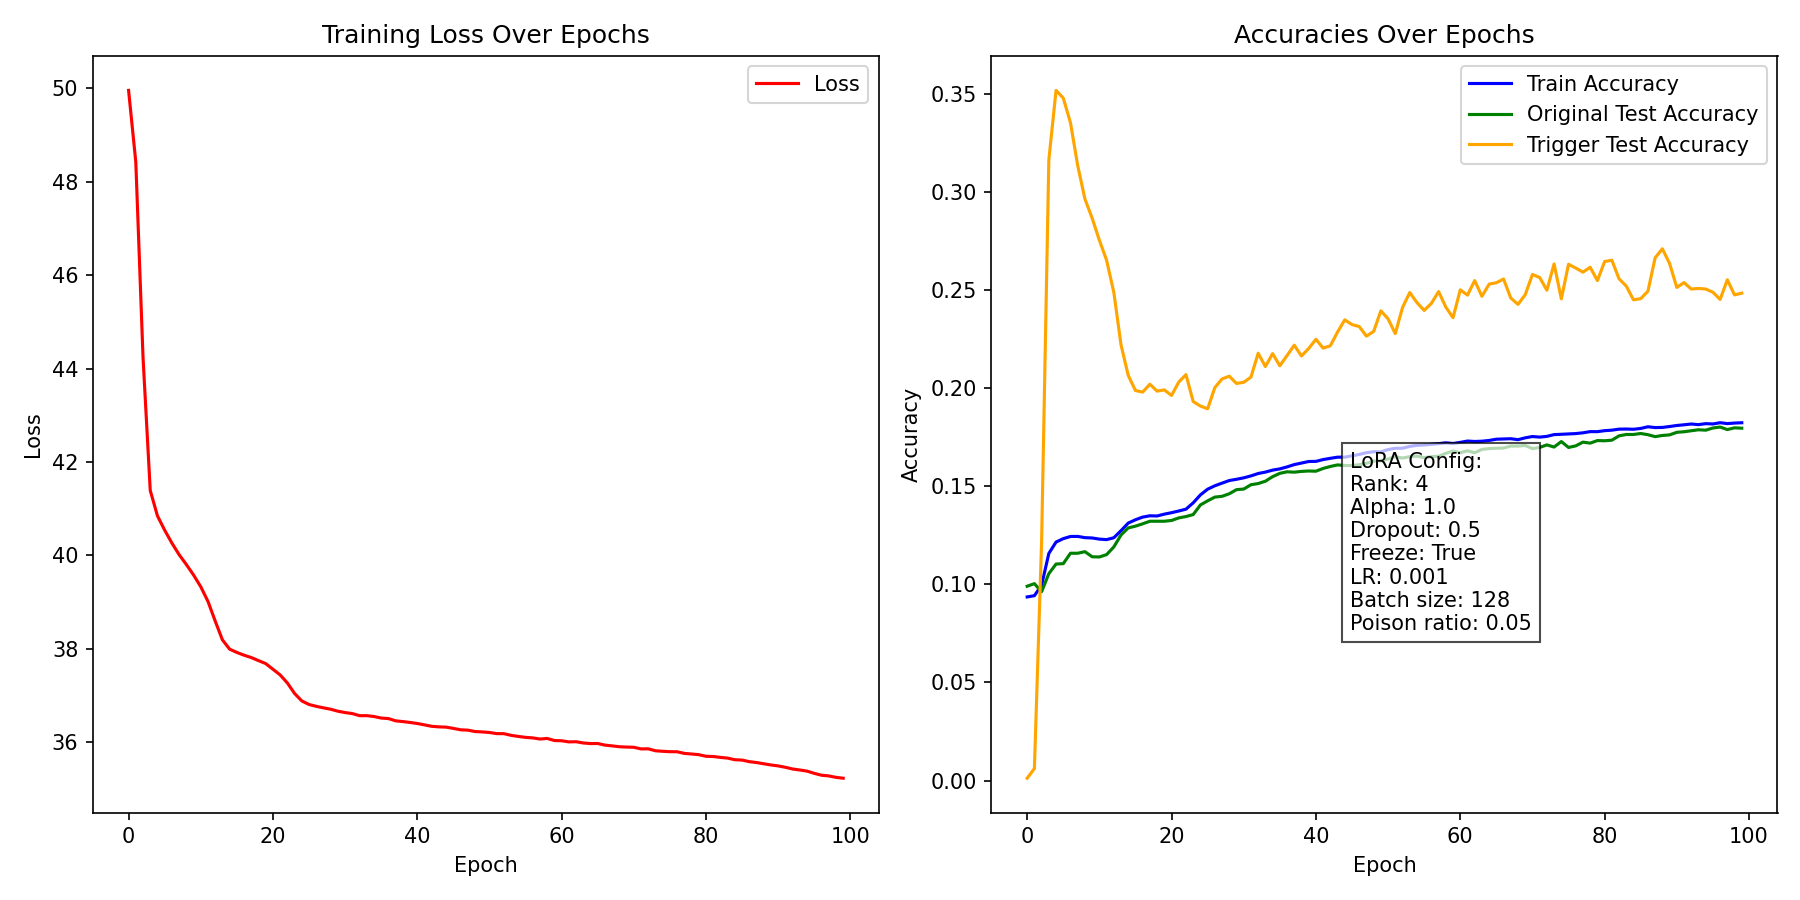 Training Loss Over Epochs
Loss
50
48
46
44
42
40
38
36
Loss
0 20 40 60 80 100
Epoch
Accuracies Over Epochs
Train Accuracy
Original Test Accuracy
Trigger Test Accuracy
0.35
0.30
0.25
0.20
0.15
0.10
0.05
0.00
Accuracy
LoRA Config:
Rank: 4
Alpha: 1.0
Dropout: 0.5
Freeze: True
LR: 0.001
Batch size: 128
Poison ratio: 0.05
0 20 40 60 80 100
Epoch